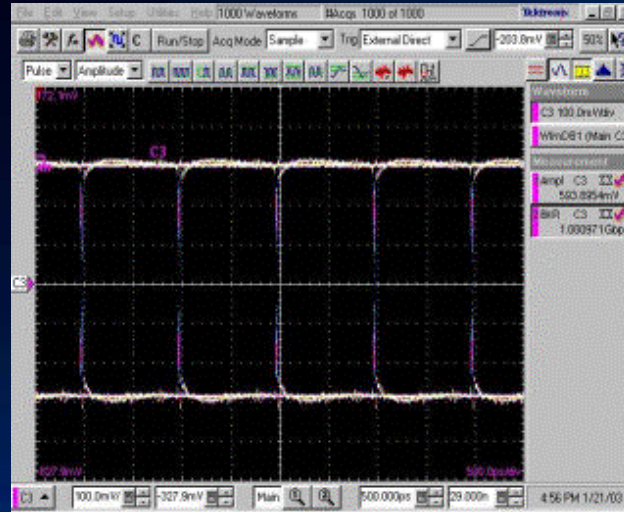 File Edit View Setup Utilities Help 1000 Waveforms #Acqs 1000 of 1000 Tektronix
Run/Stop Acq Mode Sample Trig External Direct -203.8mV 50%
Pulse Amplitude
172.1mV
Waveform
C3 100.0mV/div
WfmDB1 (Main C3
C3
Measurement
Ampl C3
593.8954mV
BitR C3
1.000971Gbp
C3
-827.9mV 500.0ps/div
C3 100.0mV/ -327.9mV Main 500.000ps 29.000n 4:56 PM 1/21/03